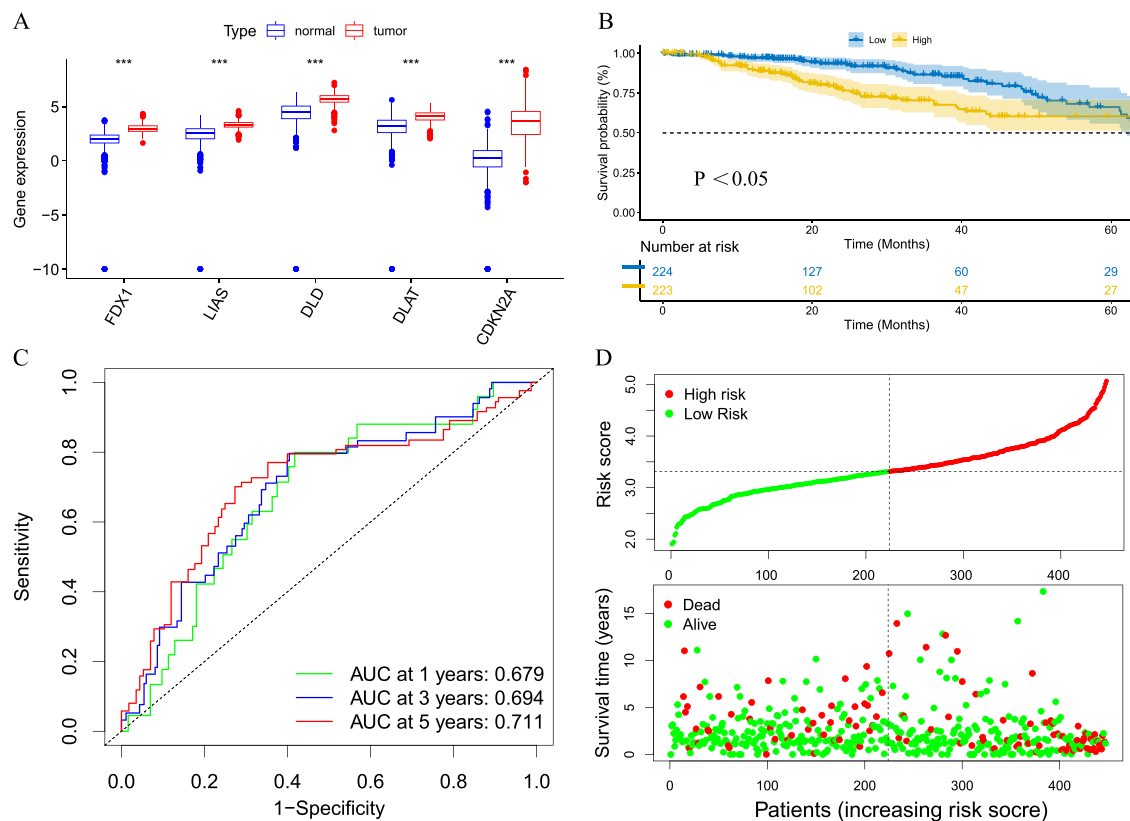 A
Type normal tumor
*** *** *** *** ***
Gene expression
5
0
−5
−10
FDX1 LIAS DLD DLAT CDKN2A
B
Low High
Survival probability (%)
1.00
0.75
0.50
0.25
0.00
P < 0.05
0 20 40 60
Time (Months)
Number at risk
224 127 60 29
223 102 47 27
0 20 40 60
Time (Months)
C
Sensitivity
1.0
0.8
0.6
0.4
0.2
0.0
AUC at 1 years: 0.679
AUC at 3 years: 0.694
AUC at 5 years: 0.711
0.0 0.2 0.4 0.6 0.8 1.0
1−Specificity
D
Risk score
5.0
4.0
3.0
2.0
High risk
Low Risk
0 100 200 300 400
Survival time (years)
15
10
5
0
Dead
Alive
0 100 200 300 400
Patients (increasing risk socre)